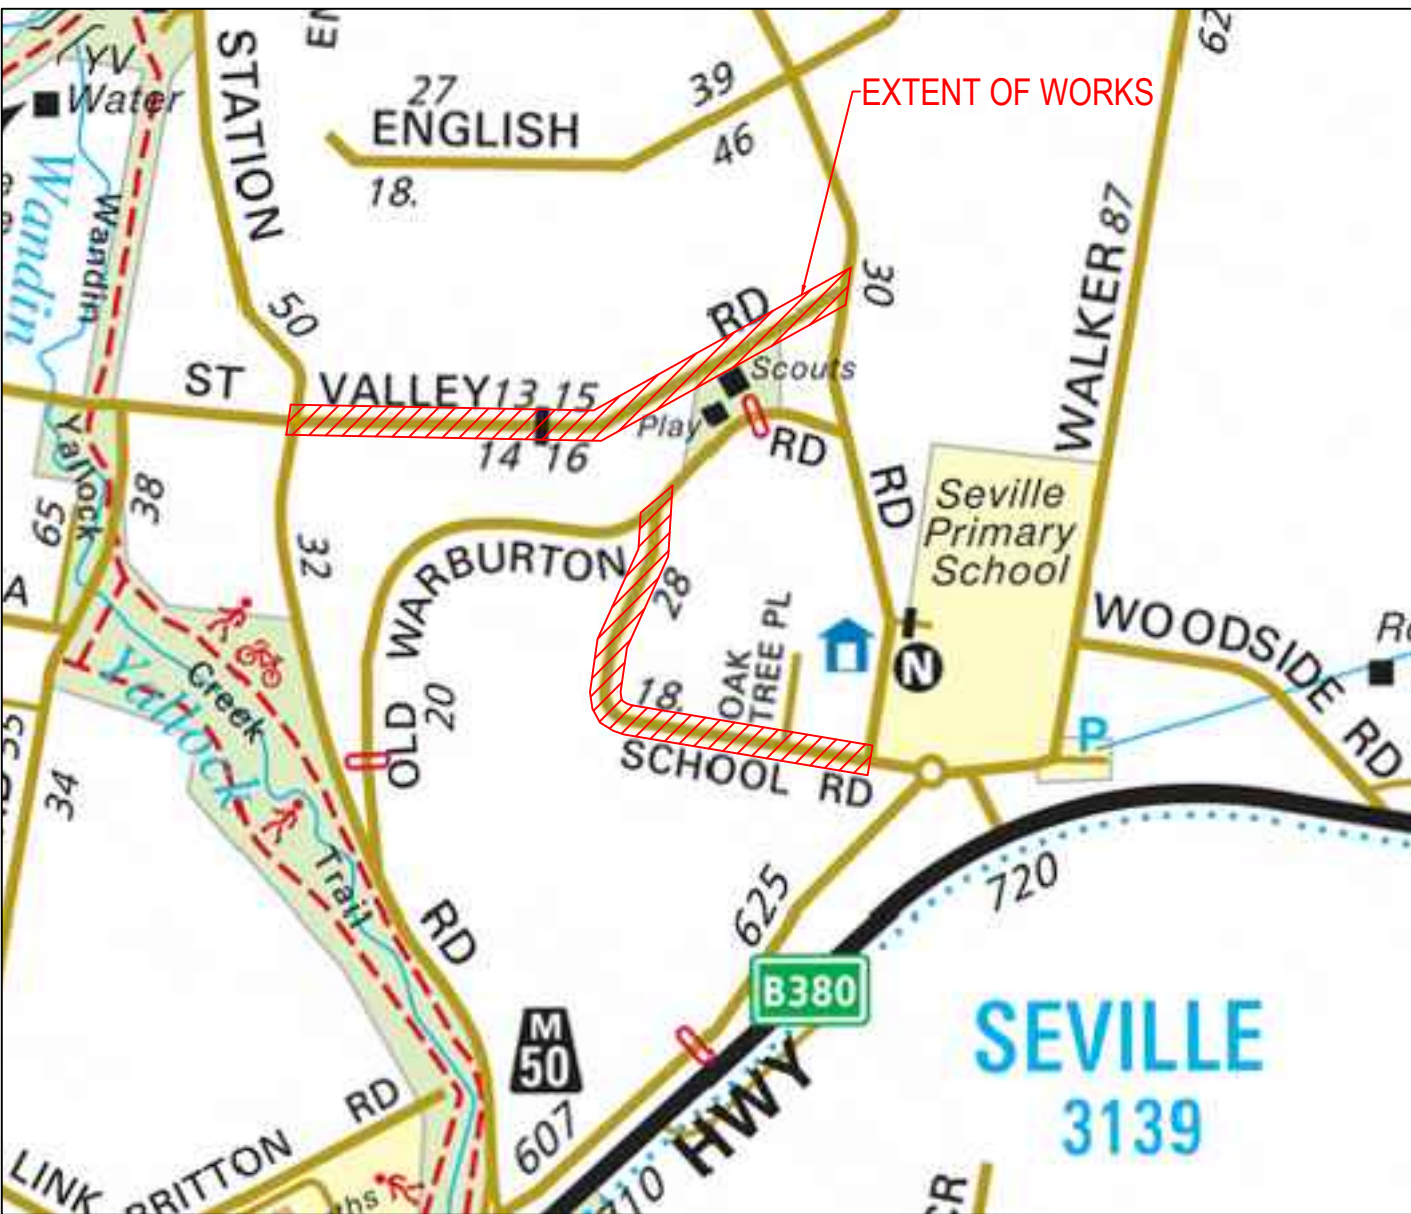 STATION
EN
62
YV
Water
27
ENGLISH
18.
39
46
EXTENT OF WORKS
Wandin
Wandin
50
30
WALKER 87
RD
Scouts
ST
VALLEY 13 15
14 16
Play
RD
RD
Yallock
38
65
32
Seville
Primary
School
OLD WARBURTON
28
18.
20
OAK
TREE PL
N
WOODSIDE RD
A
Creek
Yallock
P
SCHOOL RD
34
Trail
RD
625
720
B380
M
50
SEVILLE
3139
HWY
607
LINK
BRITTON RD